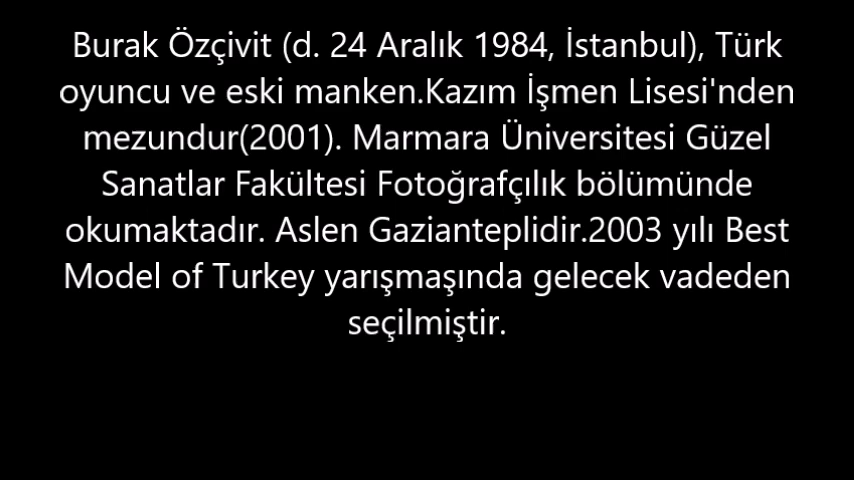 Burak Özçivit (d. 24 Aralık 1984, İstanbul), Türk
oyuncu ve eski manken.Kazım İşmen Lisesi'nden
mezundur(2001). Marmara Üniversitesi Güzel
Sanatlar Fakültesi Fotoğrafçılık bölümünde
okumaktadır. Aslen Gazianteplidir.2003 yılı Best
Model of Turkey yarışmaşında gelecek vadeden
seçilmiştir.